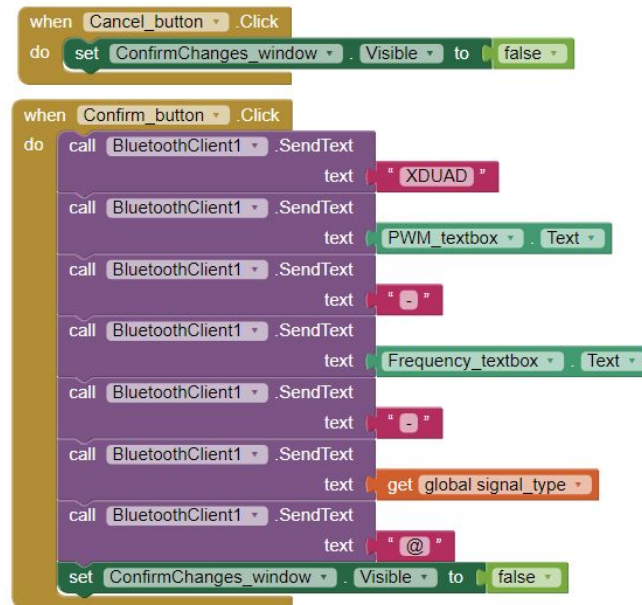 when Cancel_button .Click
do set ConfirmChanges_window . Visible to false
when Confirm_button .Click
do call BluetoothClient1 .SendText
text " XDUAD "
call BluetoothClient1 .SendText
text PWM_textbox . Text
call BluetoothClient1 .SendText
text " - "
call BluetoothClient1 .SendText
text Frequency_textbox . Text
call BluetoothClient1 .SendText
text " - "
call BluetoothClient1 .SendText
text get global signal_type
call BluetoothClient1 .SendText
text " @ "
set ConfirmChanges_window . Visible to false